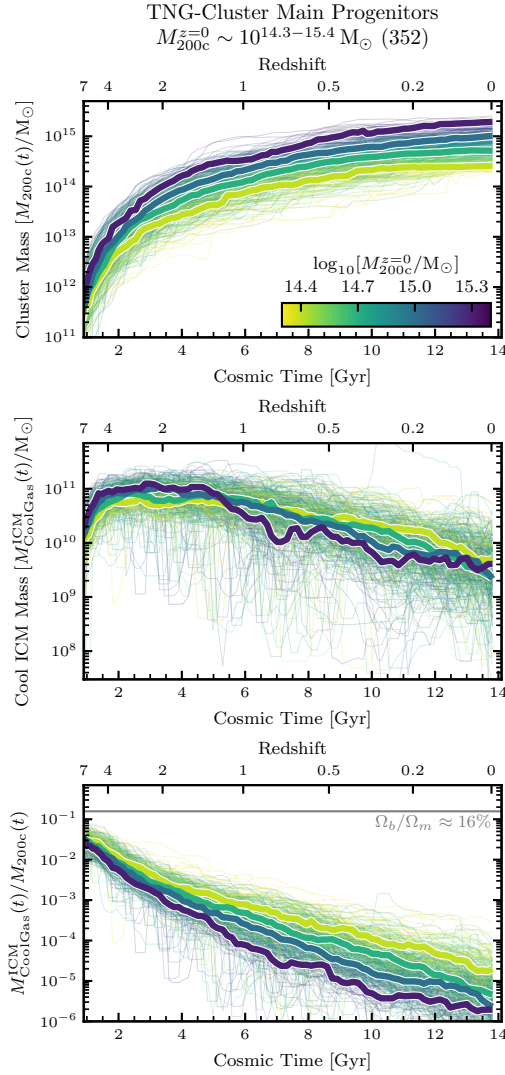 TNG-Cluster Main Progenitors
$M_{200c}^{z=0} \sim 10^{14.3-15.4}\,\mathrm{M}_\odot$ (352)
Redshift
7 4 2 1 0.5 0.2 0
10^{15}
10^{14}
10^{13}
10^{12}
10^{11}
Cluster Mass [$M_{200c}(t)/\mathrm{M}_\odot$]
$\log_{10}[M_{200c}^{z=0}/\mathrm{M}_\odot]$
14.4 14.7 15.0 15.3
2 4 6 8 10 12 14
Cosmic Time [Gyr]
Redshift
7 4 2 1 0.5 0.2 0
10^{11}
10^{10}
10^{9}
10^{8}
Cool ICM Mass [$M_{\mathrm{CoolGas}}^{\mathrm{ICM}}(t)/\mathrm{M}_\odot$]
2 4 6 8 10 12 14
Cosmic Time [Gyr]
Redshift
7 4 2 1 0.5 0.2 0
$\Omega_b/\Omega_m \approx 16\%$
10^{-1}
10^{-2}
10^{-3}
10^{-4}
10^{-5}
10^{-6}
$M_{\mathrm{CoolGas}}^{\mathrm{ICM}}(t)/M_{200c}(t)$
2 4 6 8 10 12 14
Cosmic Time [Gyr]